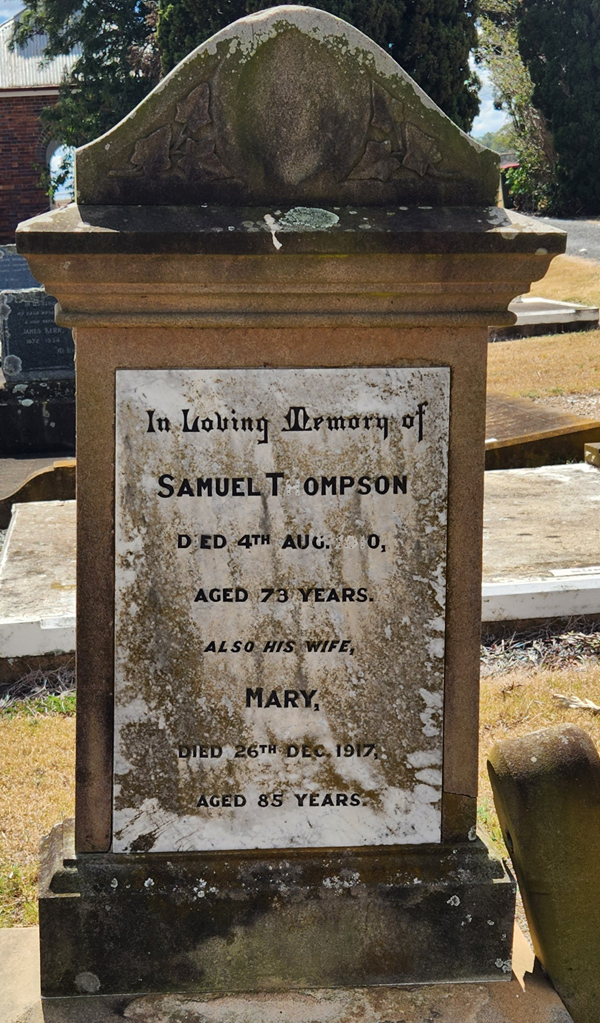 In Loving Memory of
SAMUEL T OMPSON
D ED 4TH AUG. 0,
AGED 73 YEARS.
ALSO HIS WIFE,
MARY,
DIED 26TH DEC. 1917,
AGED 85 YEARS.